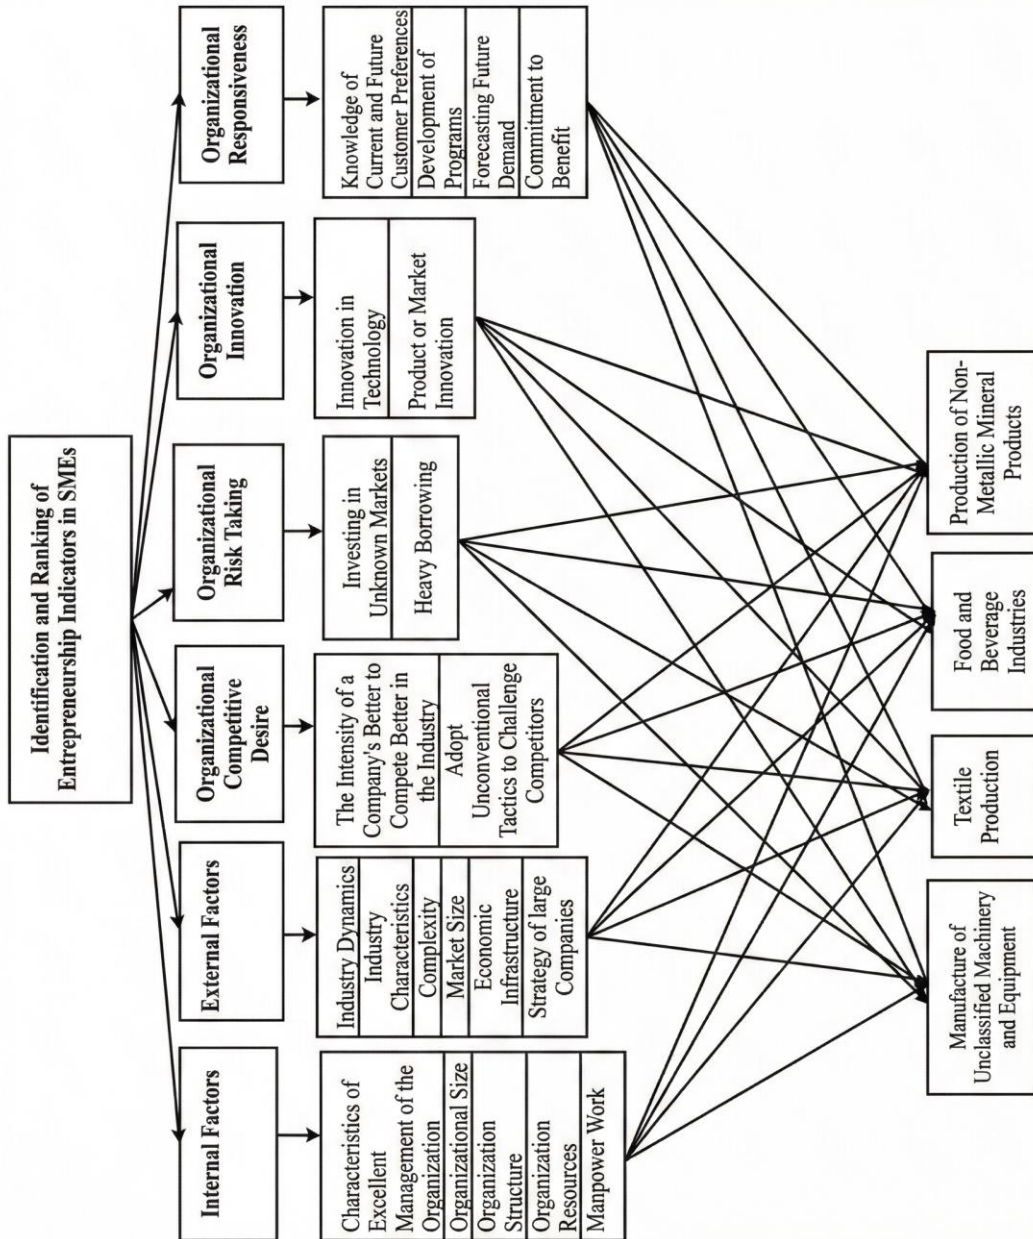 Identification and Ranking of
Entrepreneurship Indicators in SMEs
Internal Factors
External Factors
Organizational
Competitive
Desire
Organizational
Risk Taking
Organizational
Innovation
Organizational
Responsiveness
Characteristics of
Excellent
Management of the
Organization
Organizational Size
Organization
Structure
Organization
Resources
Manpower Work
Industry Dynamics
Industry
Characteristics
Complexity
Market Size
Economic
Infrastructure
Strategy of large
Companies
The Intensity of a
Company's Better to
Compete Better in
the Industry
Adopt
Unconventional
Tactics to Challenge
Competitors
Investing in
Unknown Markets
Heavy Borrowing
Innovation in
Technology
Product or Market
Innovation
Knowledge of
Current and Future
Customer Preferences
Development of
Programs
Forecasting Future
Demand
Commitment to
Benefit
Manufacture of
Unclassified Machinery
and Equipment
Textile
Production
Food and
Beverage
Industries
Production of Non-
Metallic Mineral
Products